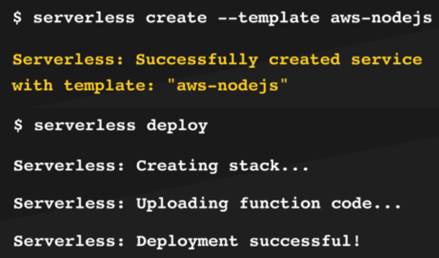 $ serverless create --template aws-nodejs
Serverless: Successfully created service
with template: "aws-nodejs"
$ serverless deploy
Serverless: Creating stack...
Serverless: Uploading function code...
Serverless: Deployment successful!